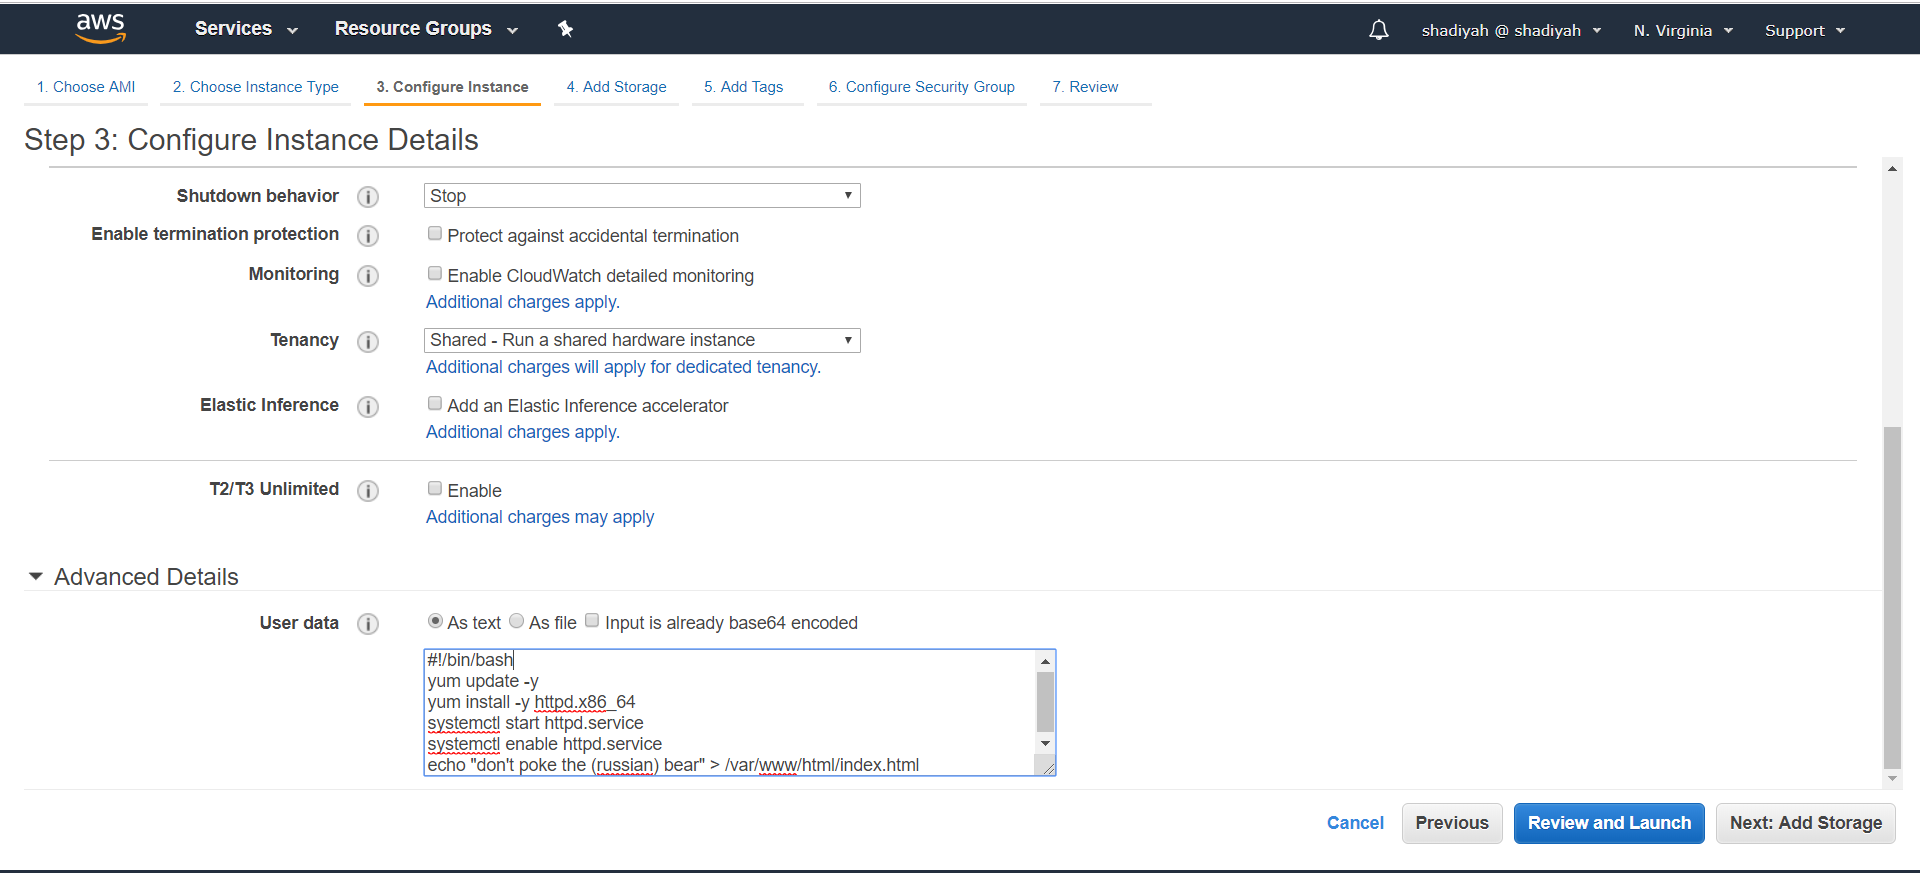 aws Services Resource Groups shadiyah @ shadiyah N. Virginia Support
1. Choose AMI 2. Choose Instance Type 3. Configure Instance 4. Add Storage 5. Add Tags 6. Configure Security Group 7. Review
Step 3: Configure Instance Details
Shutdown behavior i Stop
Enable termination protection i Protect against accidental termination
Monitoring i Enable CloudWatch detailed monitoring
Additional charges apply.
Tenancy i Shared - Run a shared hardware instance
Additional charges will apply for dedicated tenancy.
Elastic Inference i Add an Elastic Inference accelerator
Additional charges apply.
T2/T3 Unlimited i Enable
Additional charges may apply
Advanced Details
User data i As text As file Input is already base64 encoded
#!/bin/bash
yum update -y
yum install -y httpd.x86_64
systemctl start httpd.service
systemctl enable httpd.service
echo "don't poke the (russian) bear" > /var/www/html/index.html
Cancel Previous Review and Launch Next: Add Storage